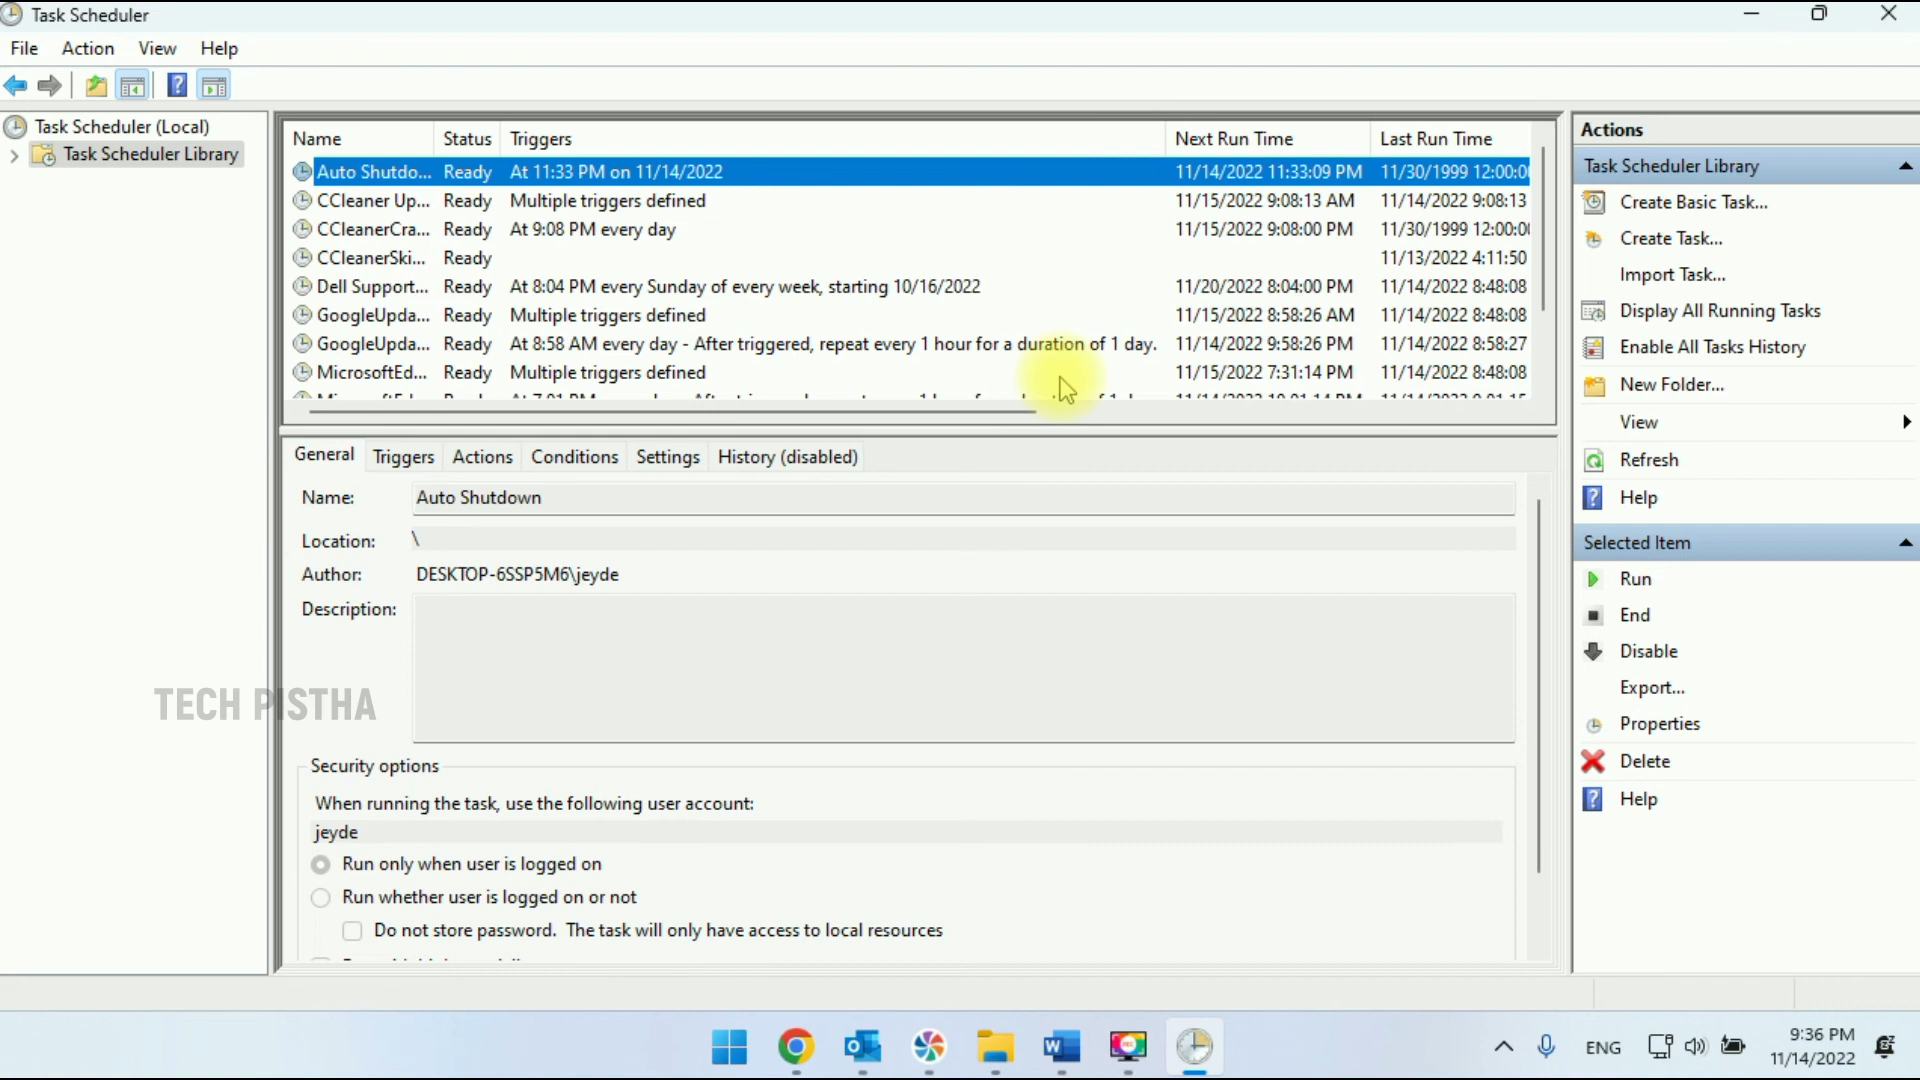 Task Scheduler
File Action View Help
Task Scheduler (Local)
Task Scheduler Library
Name Status Triggers Next Run Time Last Run Time
Auto Shutdo... Ready At 11:33 PM on 11/14/2022 11/14/2022 11:33:09 PM 11/30/1999 12:00:0
CCleaner Up... Ready Multiple triggers defined 11/15/2022 9:08:13 AM 11/14/2022 9:08:13
CCleanerCra... Ready At 9:08 PM every day 11/15/2022 9:08:00 PM 11/30/1999 12:00:0
CCleanerSki... Ready 11/13/2022 4:11:50
Dell Support... Ready At 8:04 PM every Sunday of every week, starting 10/16/2022 11/20/2022 8:04:00 PM 11/14/2022 8:48:08
GoogleUpda... Ready Multiple triggers defined 11/15/2022 8:58:26 AM 11/14/2022 8:48:08
GoogleUpda... Ready At 8:58 AM every day - After triggered, repeat every 1 hour for a duration of 1 day. 11/14/2022 9:58:26 PM 11/14/2022 8:58:27
MicrosoftEd... Ready Multiple triggers defined 11/15/2022 7:31:14 PM 11/14/2022 8:48:08
General Triggers Actions Conditions Settings History (disabled)
Name: Auto Shutdown
Location: \
Author: DESKTOP-6SSP5M6\jeyde
Description:
TECH PISTHA
Security options
When running the task, use the following user account:
jeyde
Run only when user is logged on
Run whether user is logged on or not
Do not store password. The task will only have access to local resources
Actions
Task Scheduler Library
Create Basic Task...
Create Task...
Import Task...
Display All Running Tasks
Enable All Tasks History
New Folder...
View
Refresh
Help
Selected Item
Run
End
Disable
Export...
Properties
Delete
Help
ENG
9:36 PM
11/14/2022